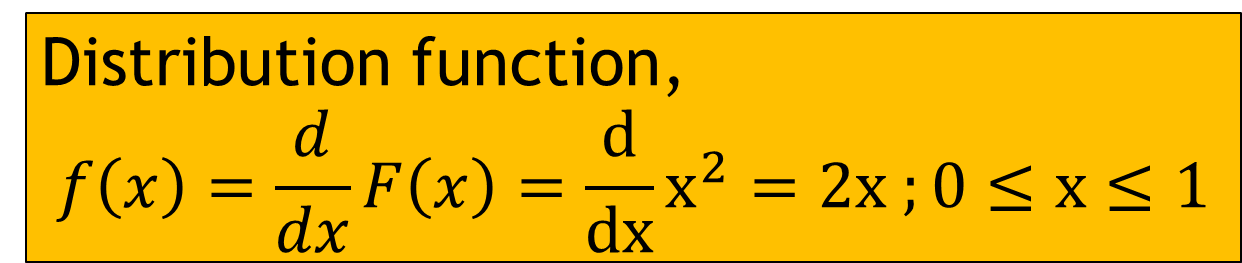 Distribution function,
𝑓(𝑥) = 𝑑/𝑑𝑥 𝐹(𝑥) = d/dx x² = 2x ; 0 ≤ x ≤ 1